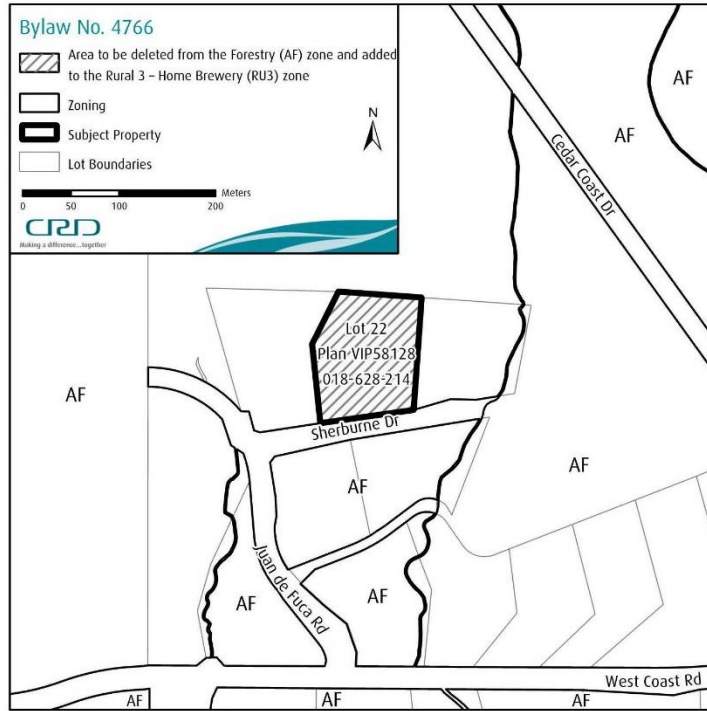 Bylaw No. 4766
Area to be deleted from the Forestry (AF) zone and added
to the Rural 3 – Home Brewery (RU3) zone
Zoning
Subject Property
Lot Boundaries
N
Meters
0 50 100 200
CRD
Making a difference...together
AF
AF
Cedar Coast Dr
Lot 22
Plan VIP58128
018-628-214
AF
Sherburne Dr
AF
AF
Juan de Fuca Rd
AF
AF
West Coast Rd
AF
AF
AF